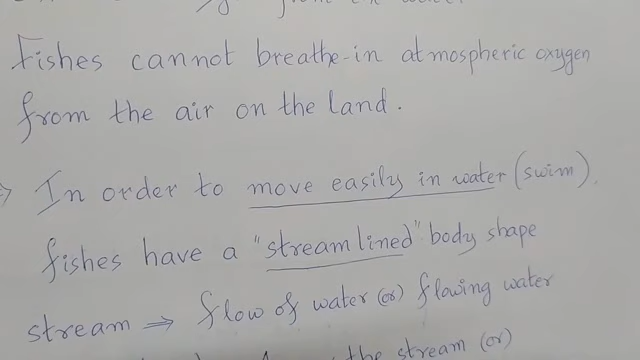 from
Fishes cannot breathe-in atmospheric oxygen
from the air on the land.
In order to move easily in water (swim),
fishes have a "streamlined" body shape
stream ⇒ flow of water (or) flowing water
the stream (or)